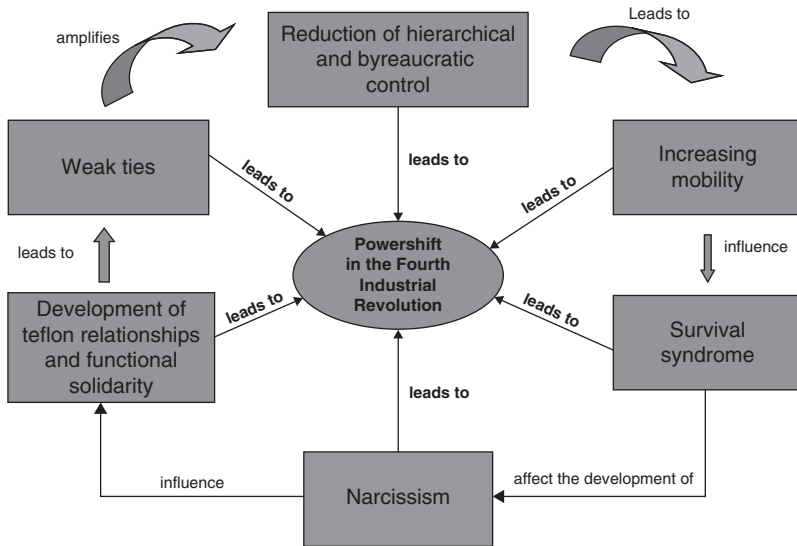 amplifies
Reduction of hierarchical
and byreaucratic
control
Leads to
Weak ties
leads to
leads to
leads to
Increasing
mobility
leads to
Powershift
in the Fourth
Industrial
Revolution
influence
Development of
teflon relationships
and functional
solidarity
leads to
leads to
Survival
syndrome
leads to
influence
Narcissism
affect the development of